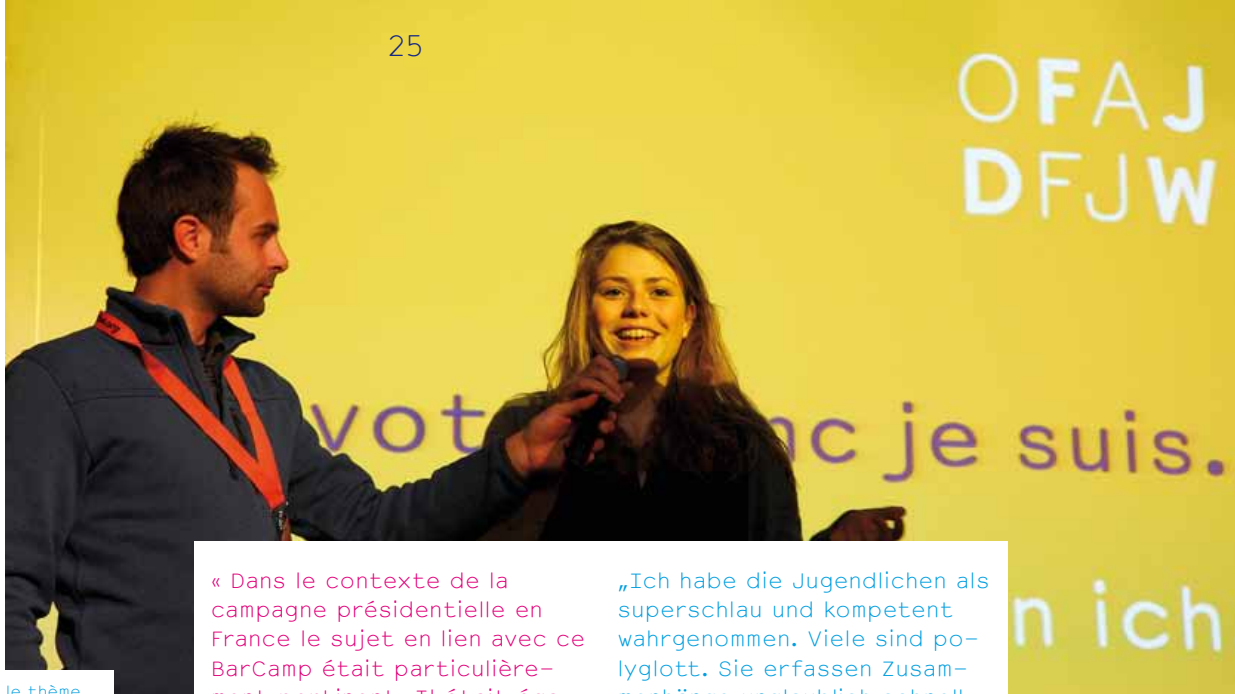 25
OFAJ
DFJW
vot nc je suis.
n ich
« Dans le contexte de la
campagne présidentielle en
France le sujet en lien avec ce
BarCamp était particulière-
„Ich habe die Jugendlichen als
superschlau und kompetent
wahrgenommen. Viele sind po-
lyglott. Sie erfassen Zusam-
le thème